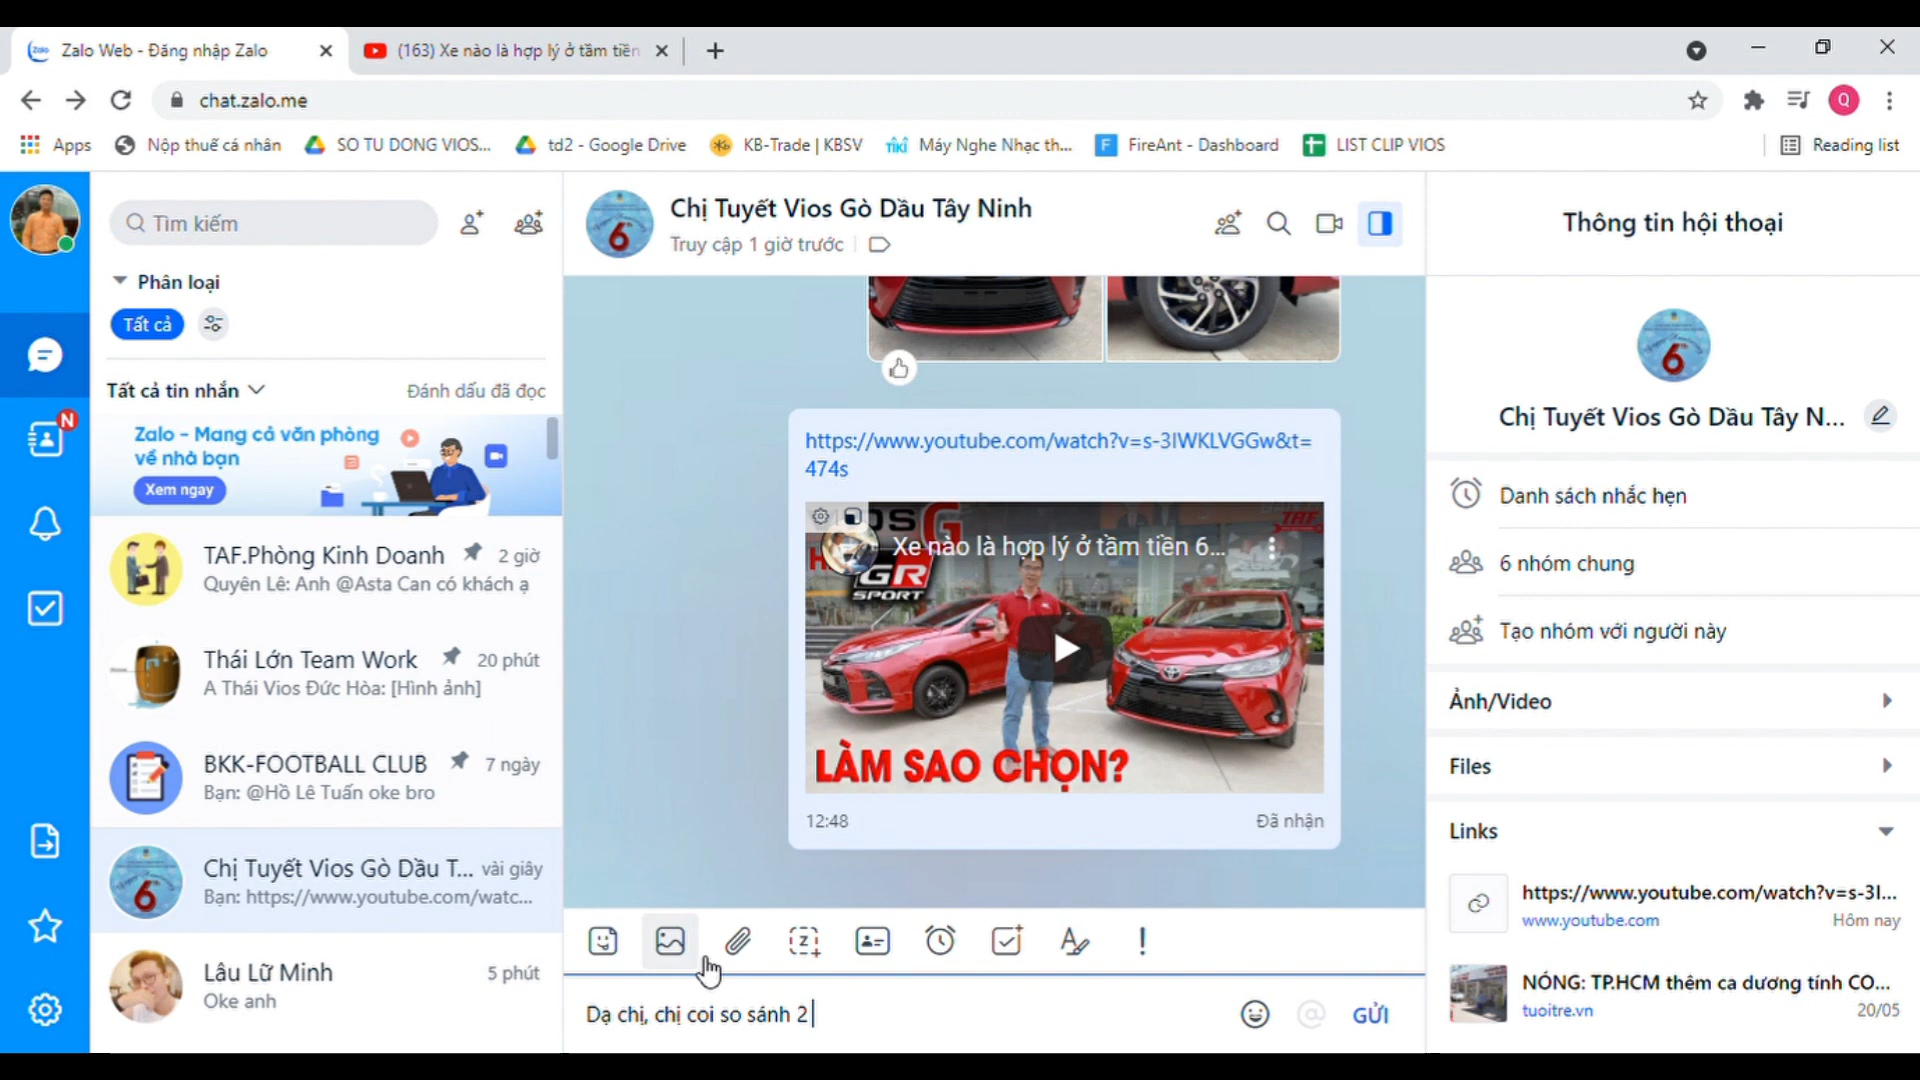 Zalo Web - Đăng nhập Zalo
(163) Xe nào là hợp lý ở tầm tiền
chat.zalo.me
Q
Apps
Nộp thuế cá nhân
SO TU DONG VIOS...
td2 - Google Drive
KB-Trade | KBSV
TIKI
Máy Nghe Nhạc th...
F
FireAnt - Dashboard
LIST CLIP VIOS
Reading list
N
Tìm kiếm
Phân loại
Tất cả
Tất cả tin nhắn
Đánh dấu đã đọc
Zalo - Mang cả văn phòng
về nhà bạn
Xem ngay
TAF.Phòng Kinh Doanh
2 giờ
Quyên Lê: Anh @Asta Can có khách ạ
Thái Lớn Team Work
20 phút
A Thái Vios Đức Hòa: [Hình ảnh]
BKK-FOOTBALL CLUB
7 ngày
Bạn: @Hồ Lê Tuấn oke bro
Chị Tuyết Vios Gò Dầu T...
vài giây
Bạn: https://www.youtube.com/watc...
Lâu Lữ Minh
5 phút
Oke anh
Chị Tuyết Vios Gò Dầu Tây Ninh
Truy cập 1 giờ trước
https://www.youtube.com/watch?v=s-3IWKLVGGw&t=
474s
Xe nào là hợp lý ở tầm tiền 6...
GR
SPORT
TAF
LÀM SAO CHỌN?
12:48
Đã nhận
Dạ chị, chị coi so sánh 2
GỬI
Thông tin hội thoại
6
Chị Tuyết Vios Gò Dầu Tây N...
Danh sách nhắc hẹn
6 nhóm chung
Tạo nhóm với người này
Ảnh/Video
Files
Links
https://www.youtube.com/watch?v=s-3I...
www.youtube.com
Hôm nay
NÓNG: TP.HCM thêm ca dương tính CO...
tuoitre.vn
20/05